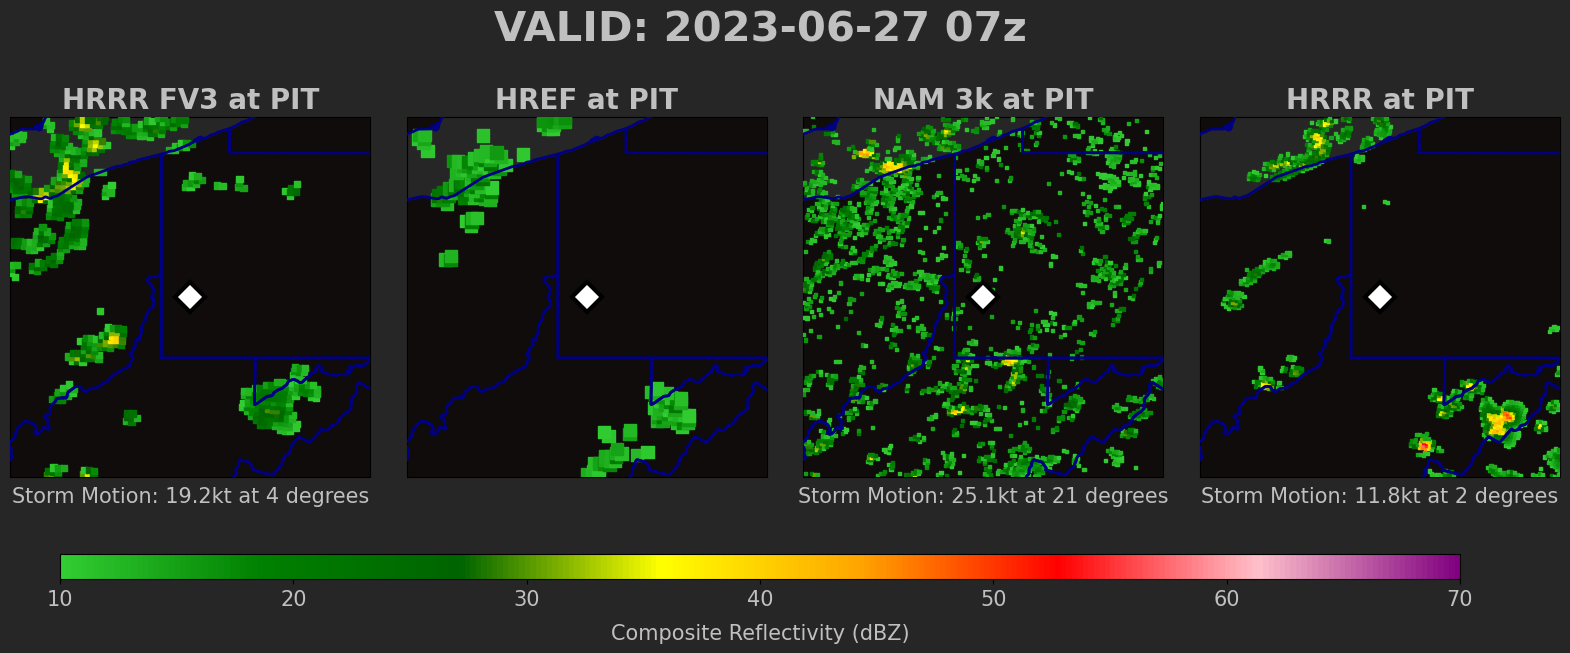 VALID: 2023-06-27 07z
HRRR FV3 at PIT
HREF at PIT
NAM 3k at PIT
HRRR at PIT
Storm Motion: 19.2kt at 4 degrees
Storm Motion: 25.1kt at 21 degrees
Storm Motion: 11.8kt at 2 degrees
10 20 30 40 50 60 70
Composite Reflectivity (dBZ)